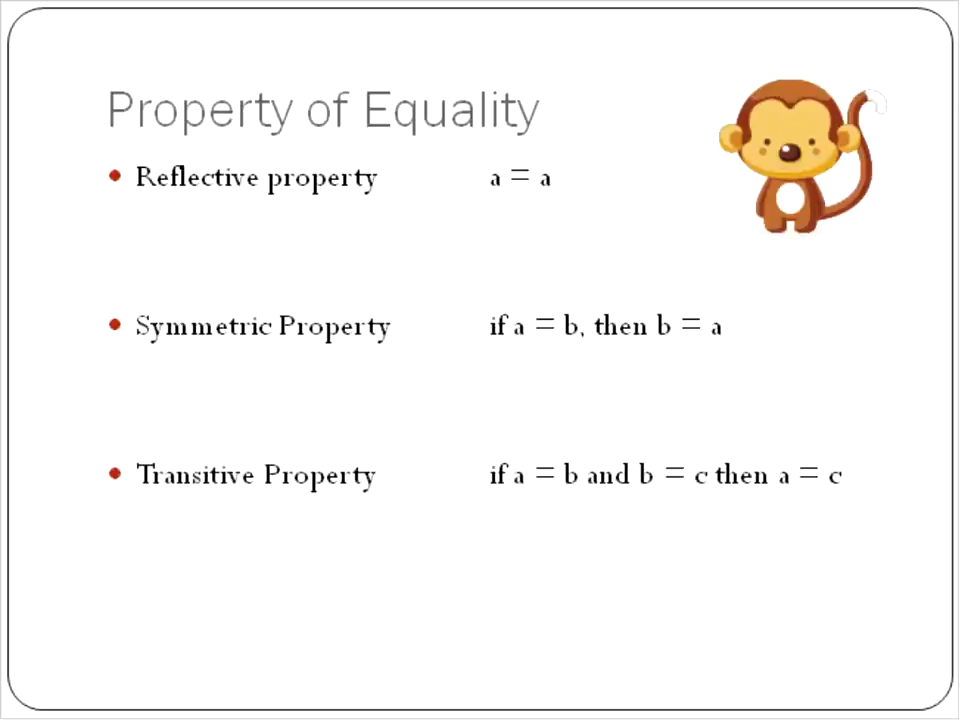 Property of Equality
Reflective property a = a
Symmetric Property if a = b, then b = a
Transitive Property if a = b and b = c then a = c